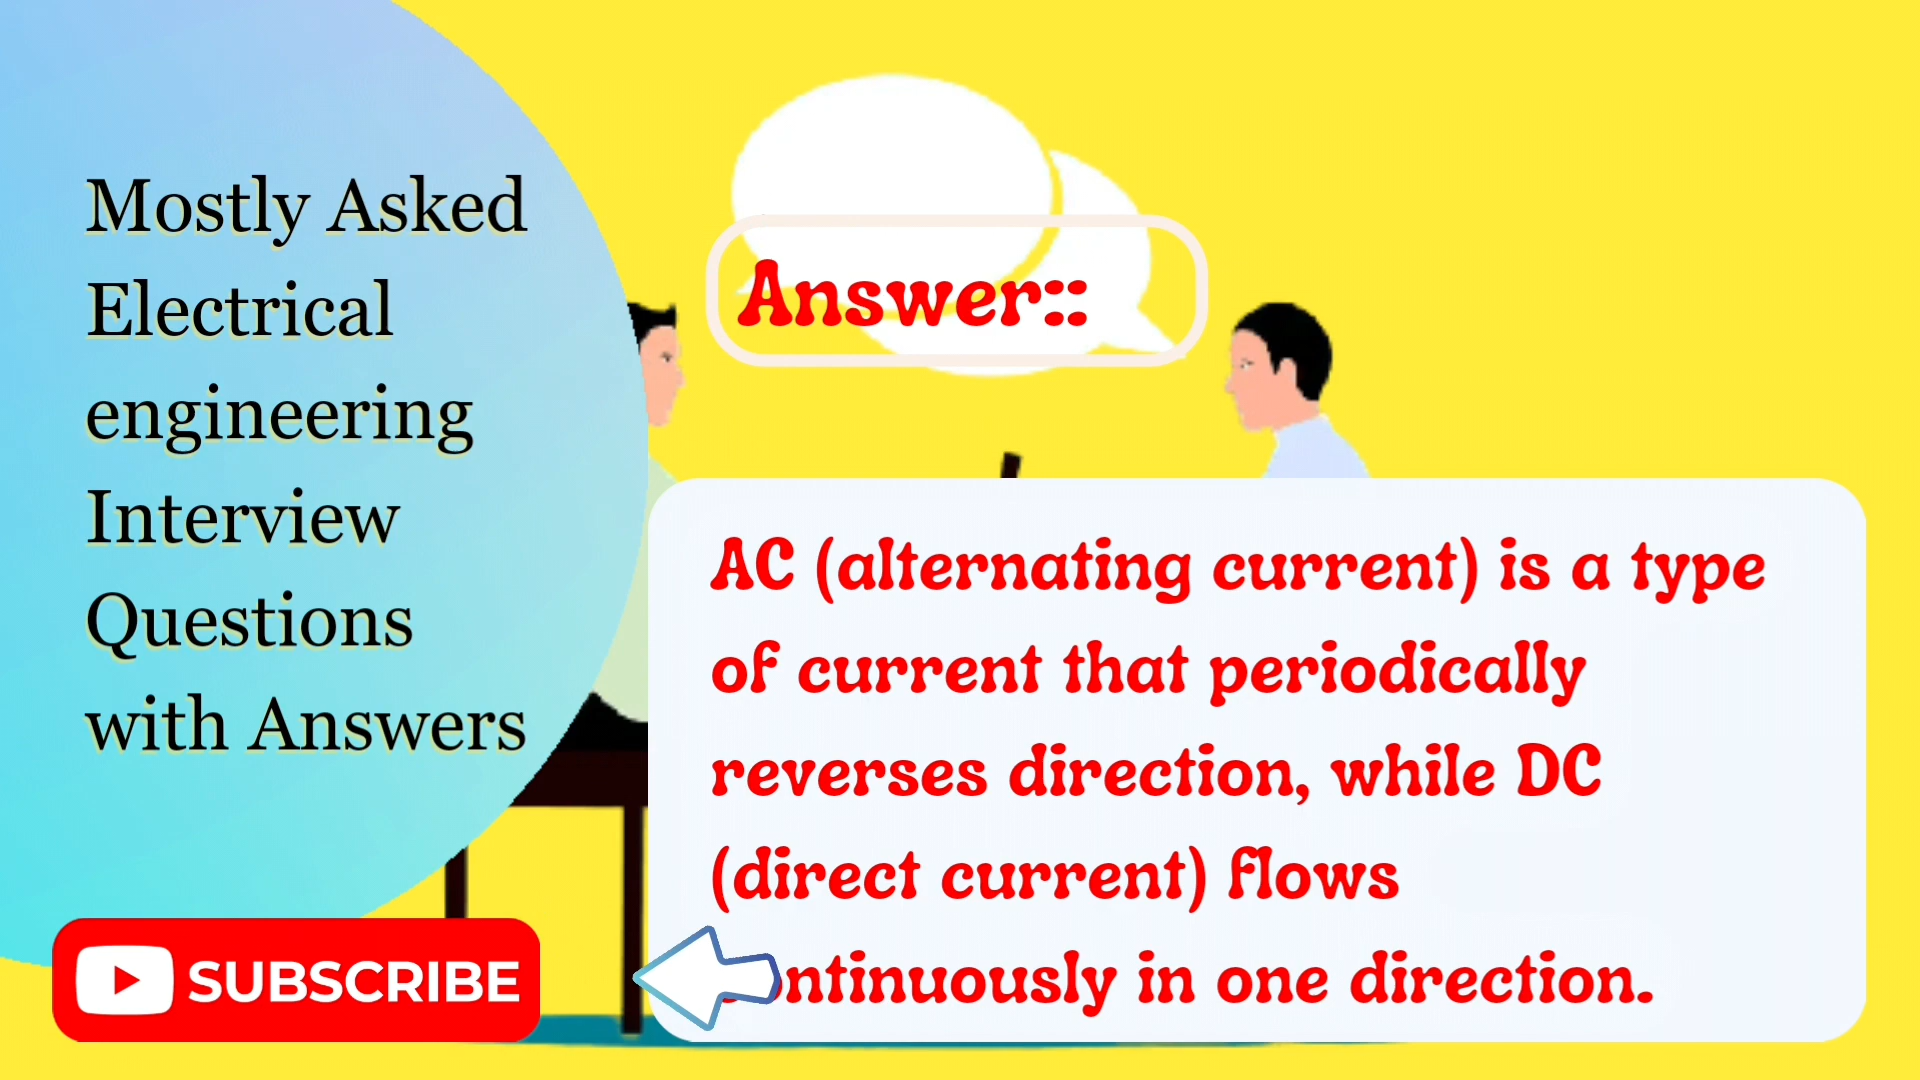 Mostly Asked
Electrical
engineering
Interview
Questions
with Answers
Answer::
AC (alternating current) is a type
of current that periodically
reverses direction, while DC
(direct current) flows
continuously in one direction.
SUBSCRIBE